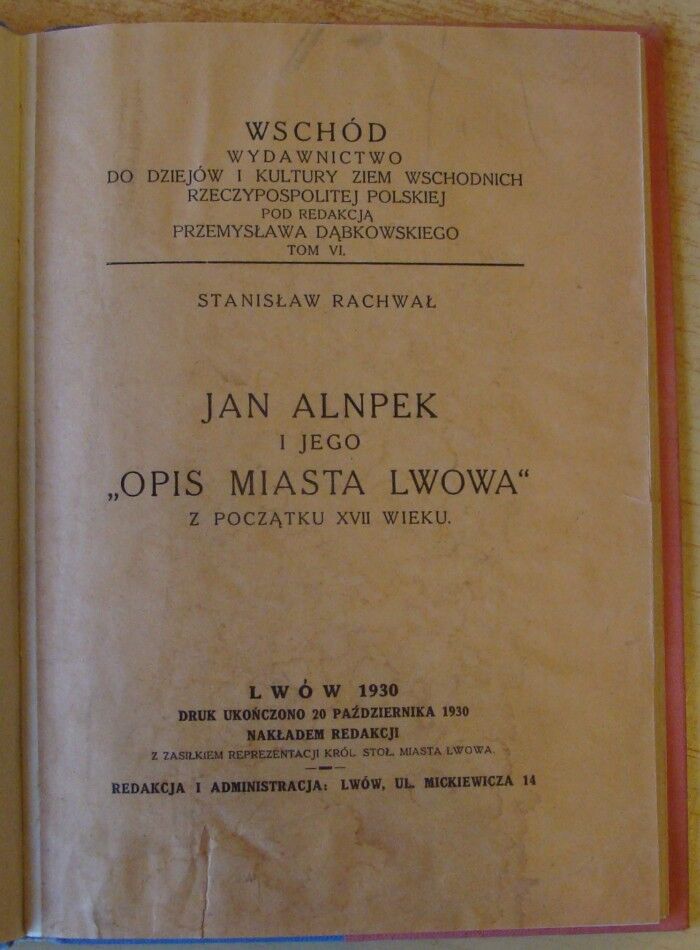 WSCHÓD
WYDAWNICTWO
DO DZIEJÓW I KULTURY ZIEM WSCHODNICH
RZECZYPOSPOLITEJ POLSKIEJ
POD REDAKCJĄ
PRZEMYSŁAWA DĄBKOWSKIEGO
TOM VI.
STANISŁAW RACHWAŁ
JAN ALNPEK
I JEGO
„OPIS MIASTA LWOWA“
Z POCZĄTKU XVII WIEKU.
LWÓW 1930
DRUK UKOŃCZONO 20 PAŹDZIERNIKA 1930
NAKŁADEM REDAKCJI
Z ZASIŁKIEM REPREZENTACJI KRÓL. STOŁ. MIASTA LWOWA.
REDAKCJA I ADMINISTRACJA: LWÓW, UL. MICKIEWICZA 14